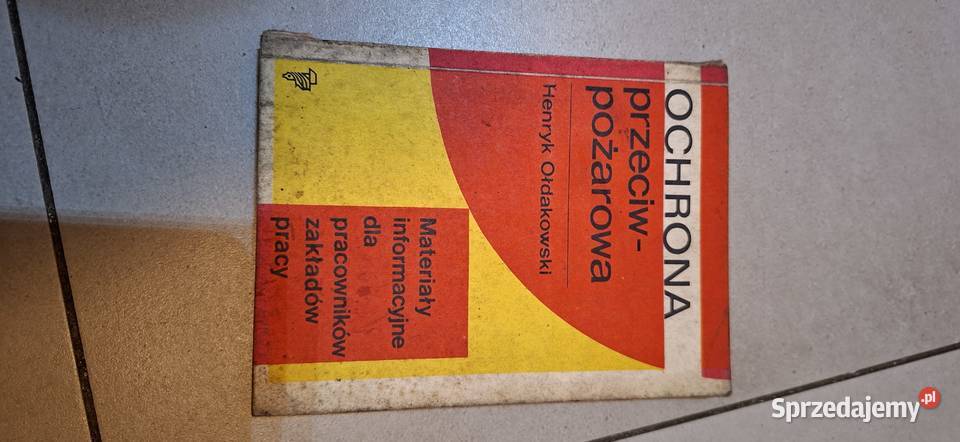 OCHRONA
przeciw-
pożarowa
Henryk Ołdakowski
Materiały
informacyjne
dla
pracowników
zakładów
pracy
Sprzedajemy.pl